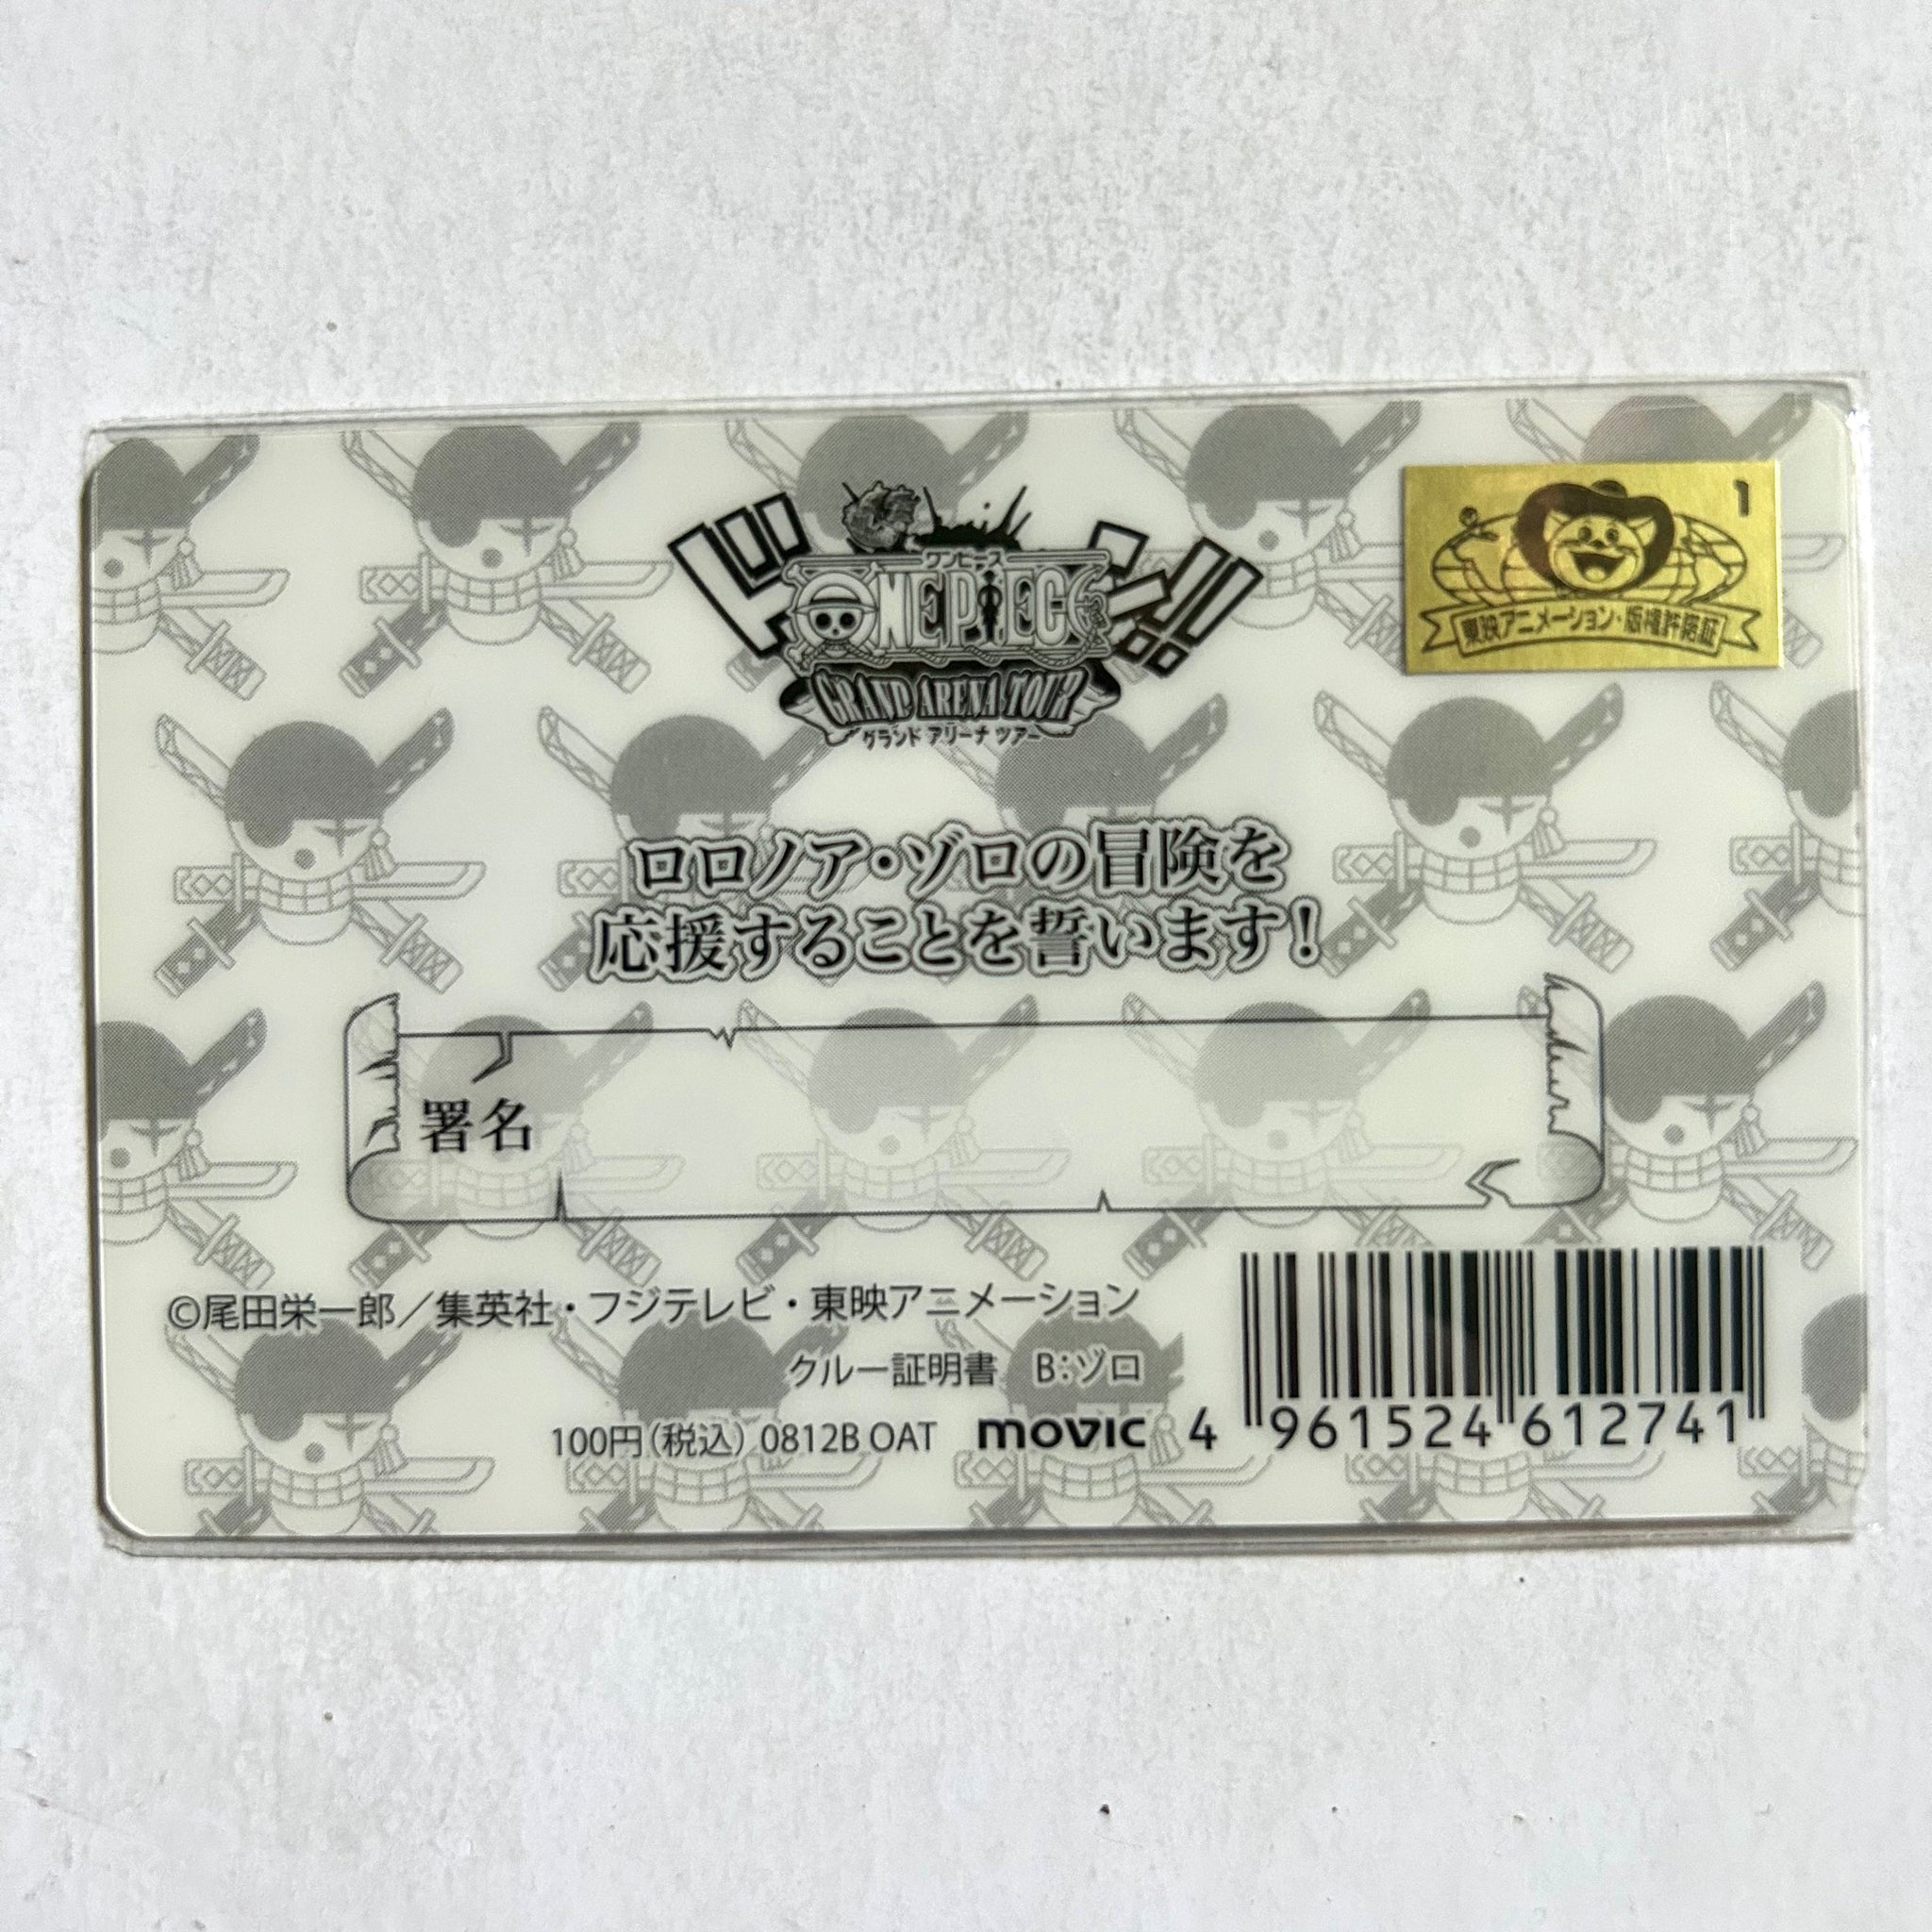 ドン!!
ワンピース
ONE PIECE
GRAND ARENA TOUR
グランド アリーナ ツアー
1
東映アニメーション・版権許諾証
ロロノア・ゾロの冒険を
応援することを誓います!
署名
©尾田栄一郎/集英社・フジテレビ・東映アニメーション
クルー証明書 B:ゾロ
100円(税込) 0812B OAT movic
4 961524 612741